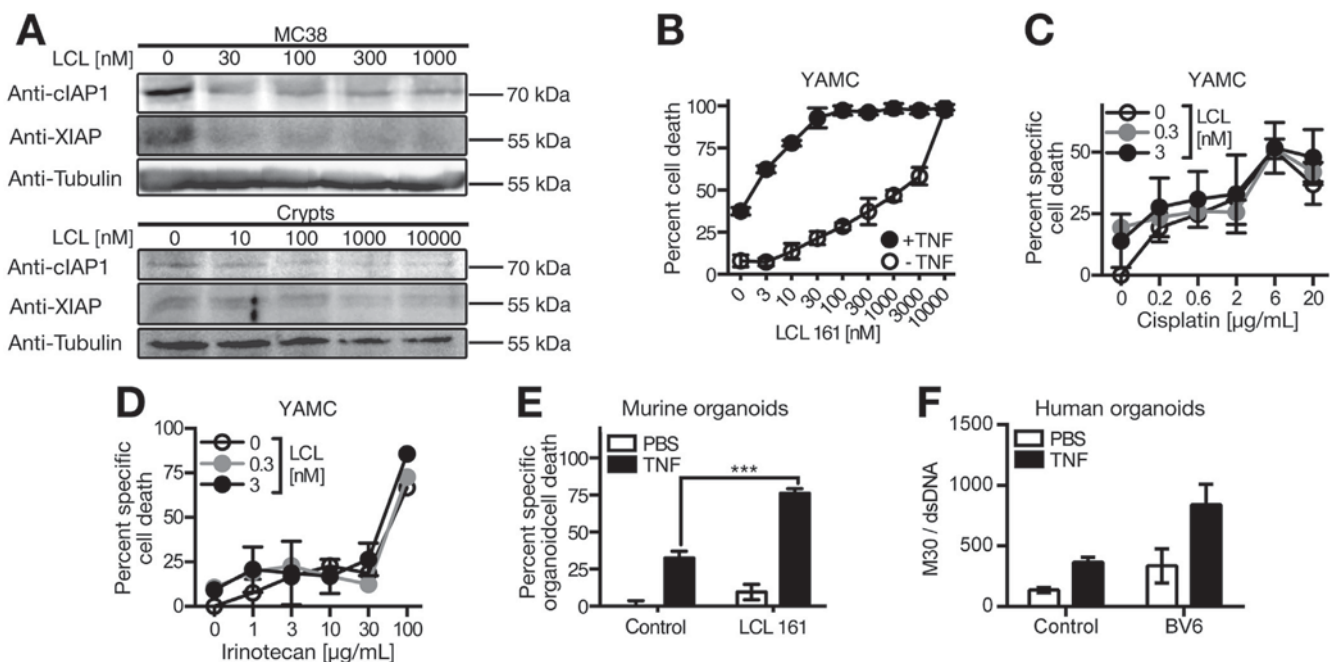 A
MC38
LCL [nM] 0 30 100 300 1000
Anti-cIAP1
70 kDa
Anti-XIAP
55 kDa
Anti-Tubulin
55 kDa
Crypts
LCL [nM] 0 10 100 1000 10000
Anti-cIAP1
70 kDa
Anti-XIAP
55 kDa
Anti-Tubulin
55 kDa
B
YAMC
Percent cell death
100
75
50
25
0
+TNF
-TNF
0 3 10 30 100 300 1000 3000 10000
LCL 161 [nM]
C
YAMC
Percent specific
cell death
50
25
0
0
0.3
3
LCL
[nM]
0 0.2 0.6 2 6 20
Cisplatin [µg/mL]
D
YAMC
Percent specific
cell death
100
75
50
25
0
0
0.3
3
LCL
[nM]
0 1 3 10 30 100
Irinotecan [µg/mL]
E
Murine organoids
Percent specific
organoidcell death
100
75
50
25
0
PBS
TNF
***
Control LCL 161
F
Human organoids
M30 / dsDNA
1500
1000
500
0
PBS
TNF
Control BV6